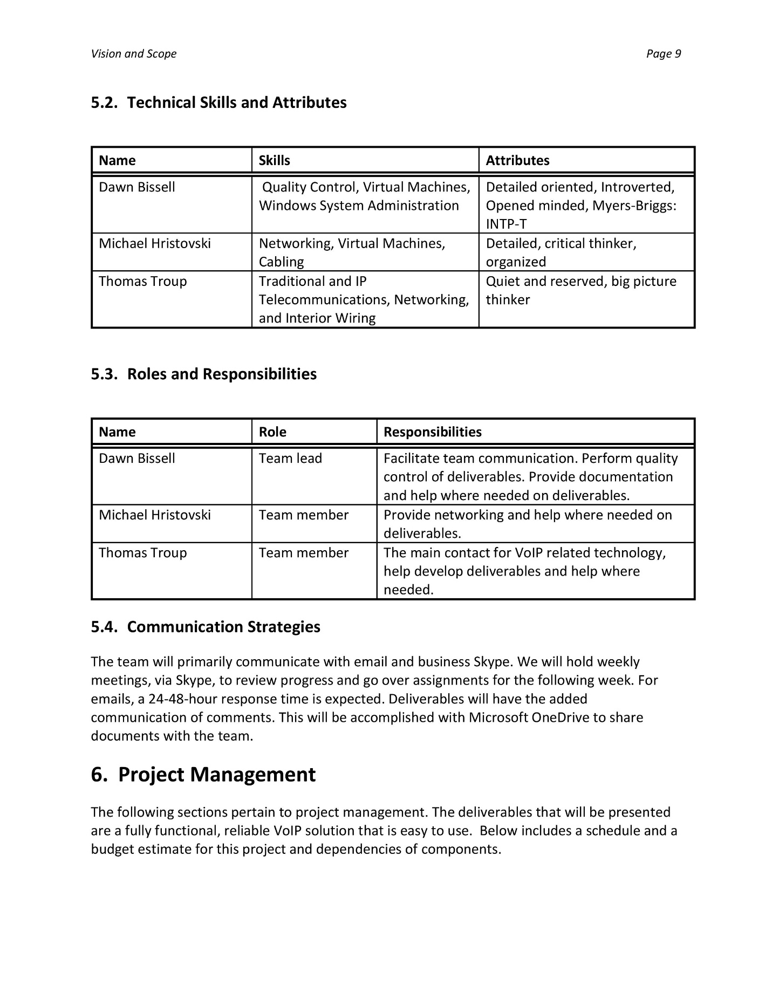 Vision and Scope Page 9
5.2. Technical Skills and Attributes
Name Skills Attributes
Dawn Bissell Quality Control, Virtual Machines, Detailed oriented, Introverted,
Windows System Administration Opened minded, Myers-Briggs:
INTP-T
Michael Hristovski Networking, Virtual Machines, Detailed, critical thinker,
Cabling organized
Thomas Troup Traditional and IP Quiet and reserved, big picture
Telecommunications, Networking, thinker
and Interior Wiring
5.3. Roles and Responsibilities
Name Role Responsibilities
Dawn Bissell Team lead Facilitate team communication. Perform quality
control of deliverables. Provide documentation
and help where needed on deliverables.
Michael Hristovski Team member Provide networking and help where needed on
deliverables.
Thomas Troup Team member The main contact for VoIP related technology,
help develop deliverables and help where
needed.
5.4. Communication Strategies
The team will primarily communicate with email and business Skype. We will hold weekly
meetings, via Skype, to review progress and go over assignments for the following week. For
emails, a 24-48-hour response time is expected. Deliverables will have the added
communication of comments. This will be accomplished with Microsoft OneDrive to share
documents with the team.
6. Project Management
The following sections pertain to project management. The deliverables that will be presented
are a fully functional, reliable VoIP solution that is easy to use. Below includes a schedule and a
budget estimate for this project and dependencies of components.